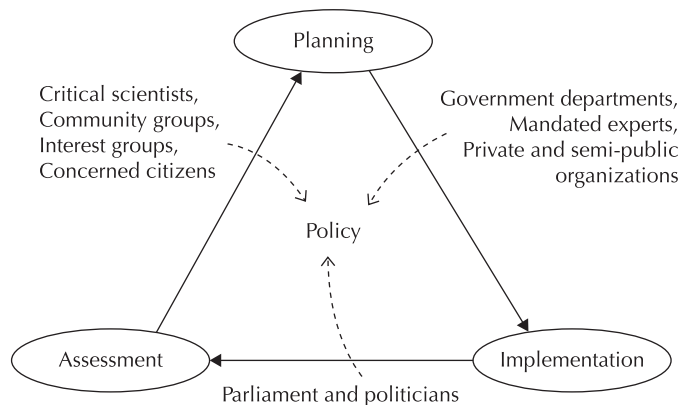 Planning
Critical scientists,
Community groups,
Interest groups,
Concerned citizens
Government departments,
Mandated experts,
Private and semi-public
organizations
Policy
Assessment
Implementation
Parliament and politicians